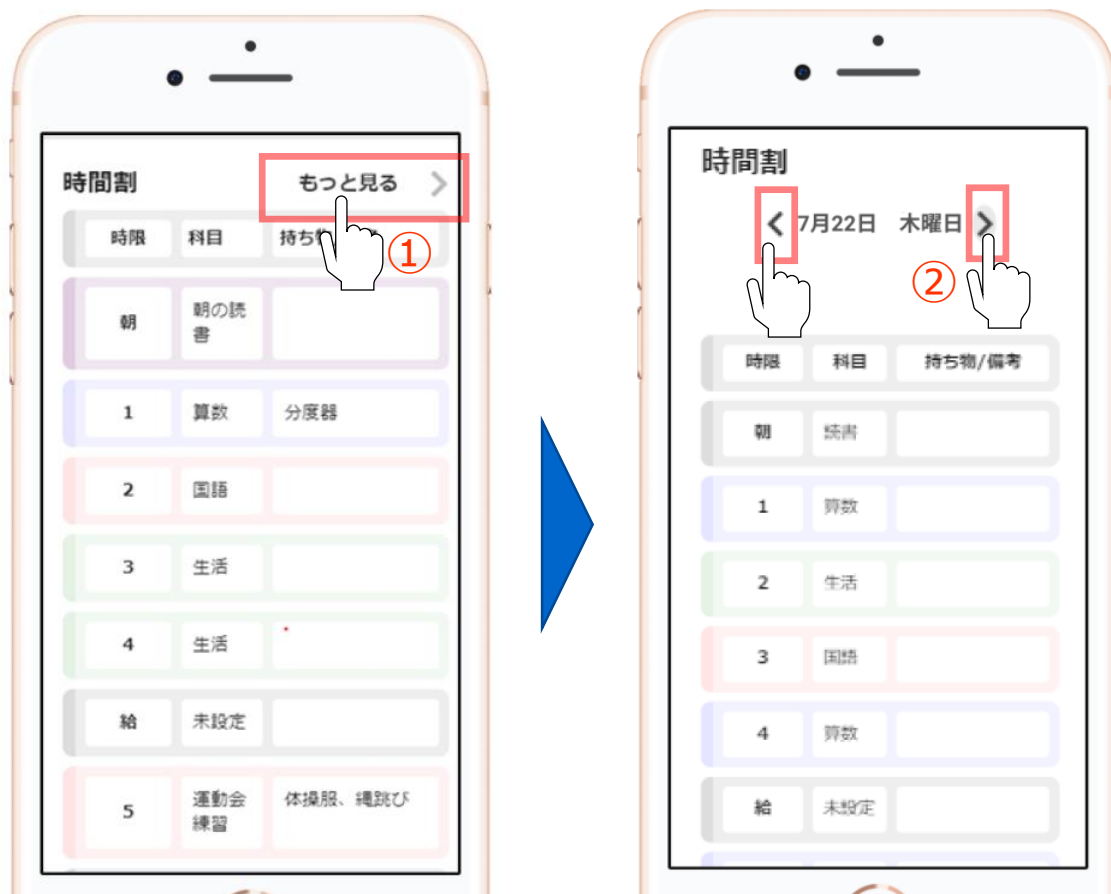 時間割
もっと見る
時限 科目 持ち
①
朝 朝の読
書
1 算数 分度器
2 国語
3 生活
4 生活
給 未設定
5 運動会 体操服、縄跳び
練習
時間割
7月22日 木曜日
②
時限 科目 持ち物/備考
朝 読書
1 算数
2 生活
3 国語
4 算数
給 未設定